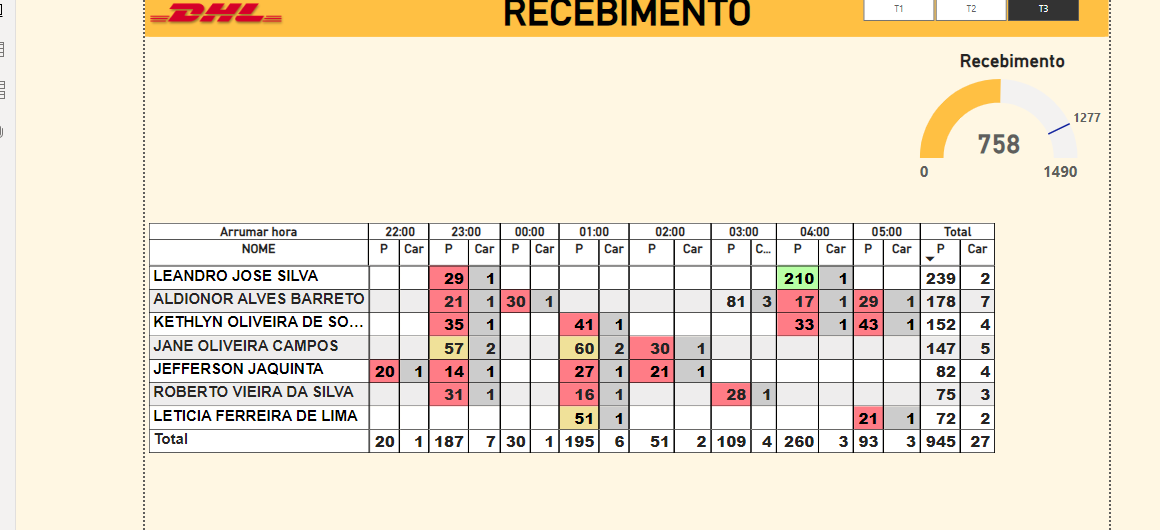 DHL RECEBIMENTO T1 T2 T3
Recebimento
1277
758
0 1490
Arrumar hora 22:00 23:00 00:00 01:00 02:00 03:00 04:00 05:00 Total
NOME P Car P Car P Car P Car P Car P C... P Car P Car P Car
LEANDRO JOSE SILVA 29 1 210 1 239 2
ALDIONOR ALVES BARRETO 21 1 30 1 81 3 17 1 29 1 178 7
KETHLYN OLIVEIRA DE SO... 35 1 41 1 33 1 43 1 152 4
JANE OLIVEIRA CAMPOS 57 2 60 2 30 1 147 5
JEFFERSON JAQUINTA 20 1 14 1 27 1 21 1 82 4
ROBERTO VIEIRA DA SILVA 31 1 16 1 28 1 75 3
LETICIA FERREIRA DE LIMA 51 1 21 1 72 2
Total 20 1 187 7 30 1 195 6 51 2 109 4 260 3 93 3 945 27